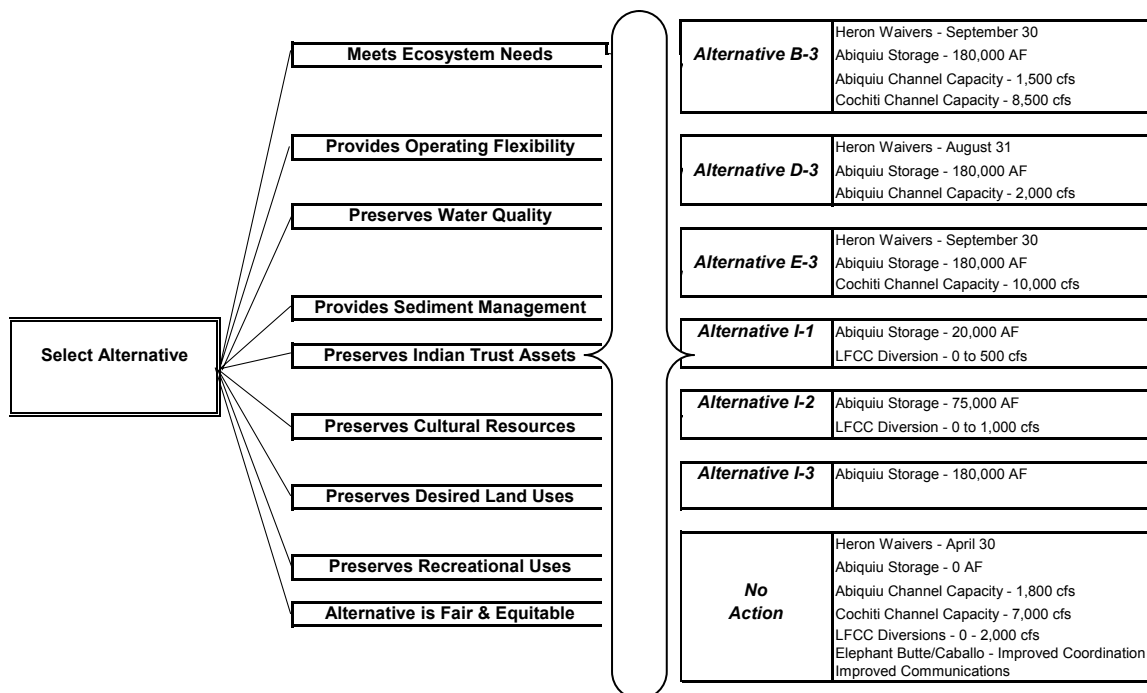 Select Alternative
Meets Ecosystem Needs
Provides Operating Flexibility
Preserves Water Quality
Provides Sediment Management
Preserves Indian Trust Assets
Preserves Cultural Resources
Preserves Desired Land Uses
Preserves Recreational Uses
Alternative is Fair & Equitable
Alternative B-3
Heron Waivers - September 30
Abiquiu Storage - 180,000 AF
Abiquiu Channel Capacity - 1,500 cfs
Cochiti Channel Capacity - 8,500 cfs
Alternative D-3
Heron Waivers - August 31
Abiquiu Storage - 180,000 AF
Abiquiu Channel Capacity - 2,000 cfs
Alternative E-3
Heron Waivers - September 30
Abiquiu Storage - 180,000 AF
Cochiti Channel Capacity - 10,000 cfs
Alternative I-1
Abiquiu Storage - 20,000 AF
LFCC Diversion - 0 to 500 cfs
Alternative I-2
Abiquiu Storage - 75,000 AF
LFCC Diversion - 0 to 1,000 cfs
Alternative I-3
Abiquiu Storage - 180,000 AF
No
Action
Heron Waivers - April 30
Abiquiu Storage - 0 AF
Abiquiu Channel Capacity - 1,800 cfs
Cochiti Channel Capacity - 7,000 cfs
LFCC Diversions - 0 - 2,000 cfs
Elephant Butte/Caballo - Improved Coordination
Improved Communications